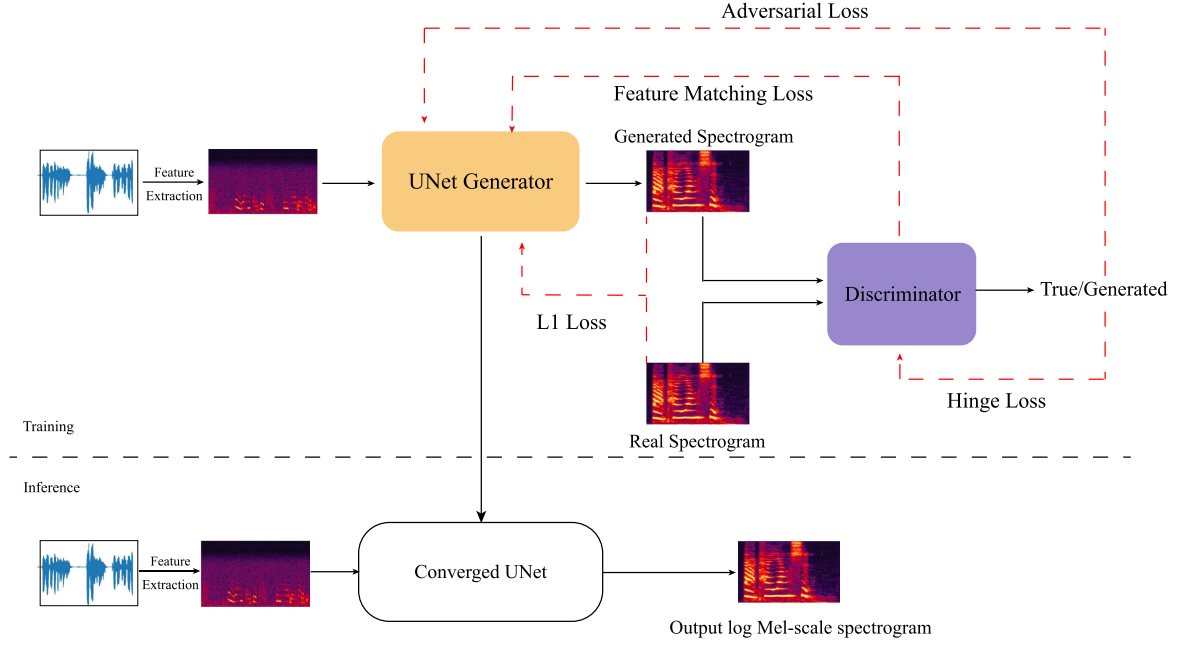 Adversarial Loss
Feature Matching Loss
Generated Spectrogram
Feature
Extraction
UNet Generator
Discriminator
True/Generated
L1 Loss
Hinge Loss
Real Spectrogram
Training
Inference
Feature
Extraction
Converged UNet
Output log Mel-scale spectrogram